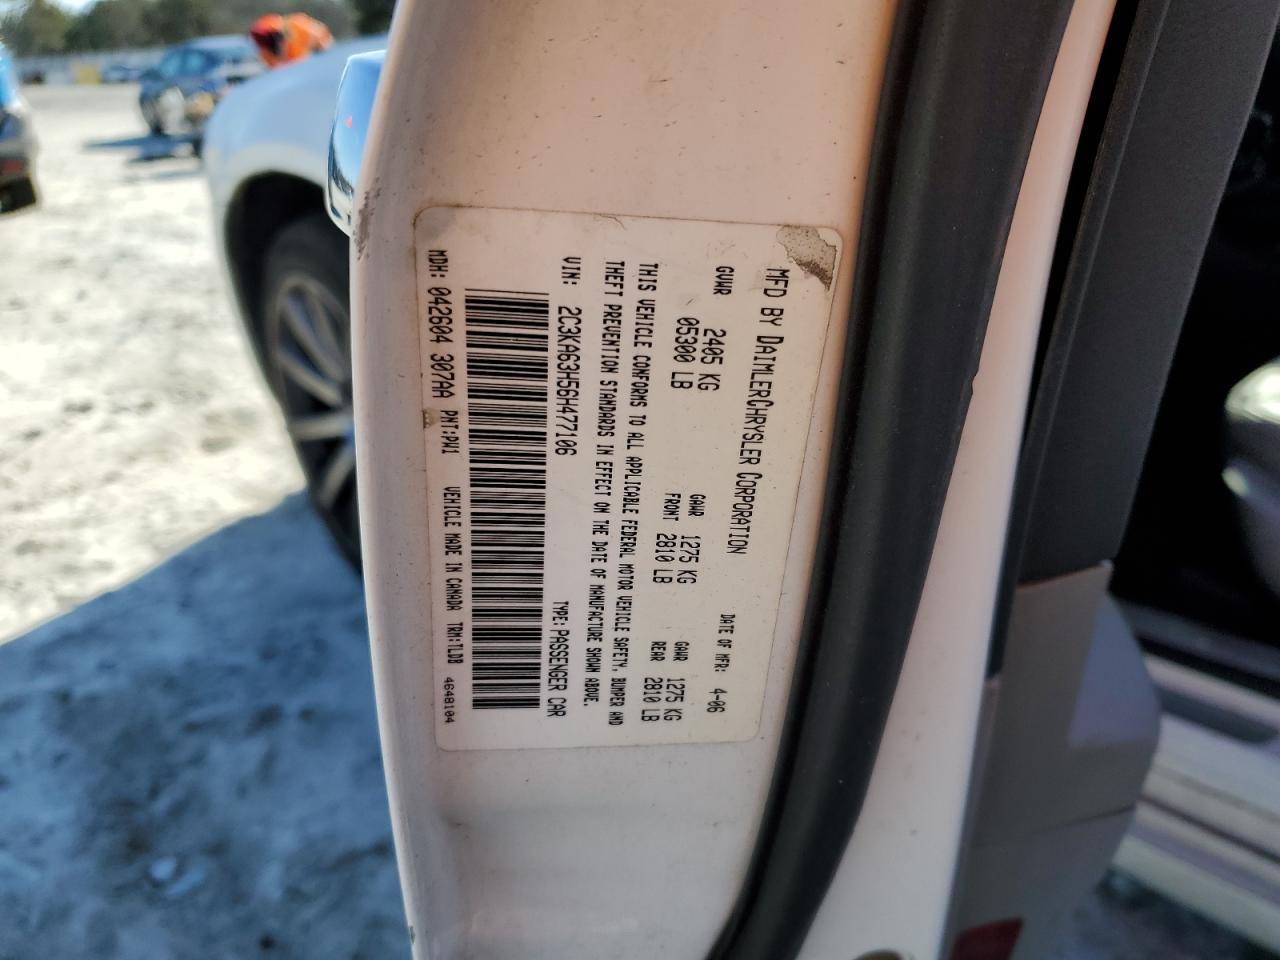 MFD BY DAIMLERCHRYSLER CORPORATION
DATE OF MFR: 4-06
GVWR 2405 KG
05300 LB
GAWR 1275 KG
FRONT 2810 LB
GAWR 1275 KG
REAR 2810 LB
THIS VEHICLE CONFORMS TO ALL APPLICABLE FEDERAL MOTOR VEHICLE SAFETY, BUMPER AND
THEFT PREVENTION STANDARDS IN EFFECT ON THE DATE OF MANUFACTURE SHOWN ABOVE.
VIN: 2C3KA63H56H477106 TYPE: PASSENGER CAR
MDH: 042604 307AA PNT:PW1 VEHICLE MADE IN CANADA TRM:TLDB 4648104